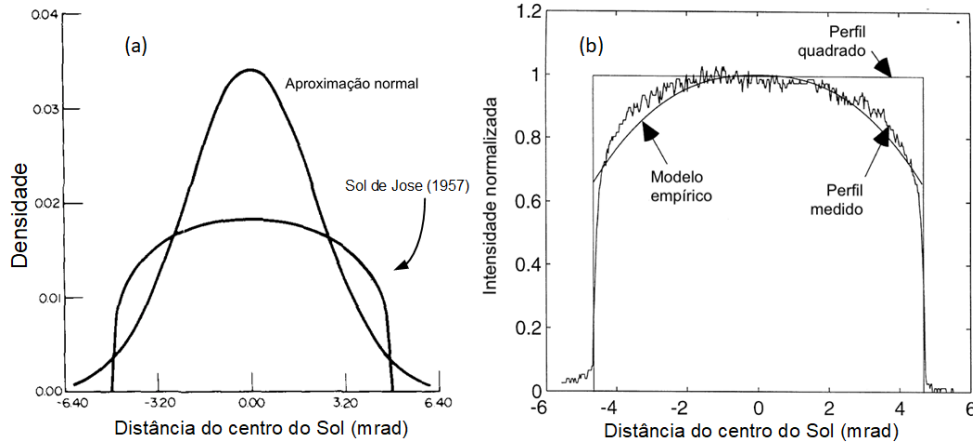 (a)
Densidade
0.04
0.03
0.02
0.01
0.00
-6.40
-3.20
0.00
3.20
6.40
Aproximação normal
Sol de Jose (1957)
Distância do centro do Sol (mrad)
(b)
Intensidade normalizada
1.2
1
0.8
0.6
0.4
0.2
0
-6
-4
-2
0
2
4
6
Perfil
quadrado
Modelo
empírico
Perfil
medido
Distância do centro do Sol (mrad)